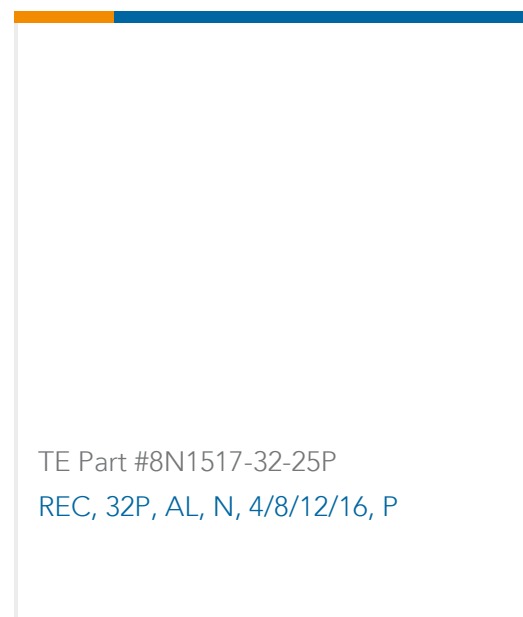 TE Part #8N1517-32-25P
REC, 32P, AL, N, 4/8/12/16, P